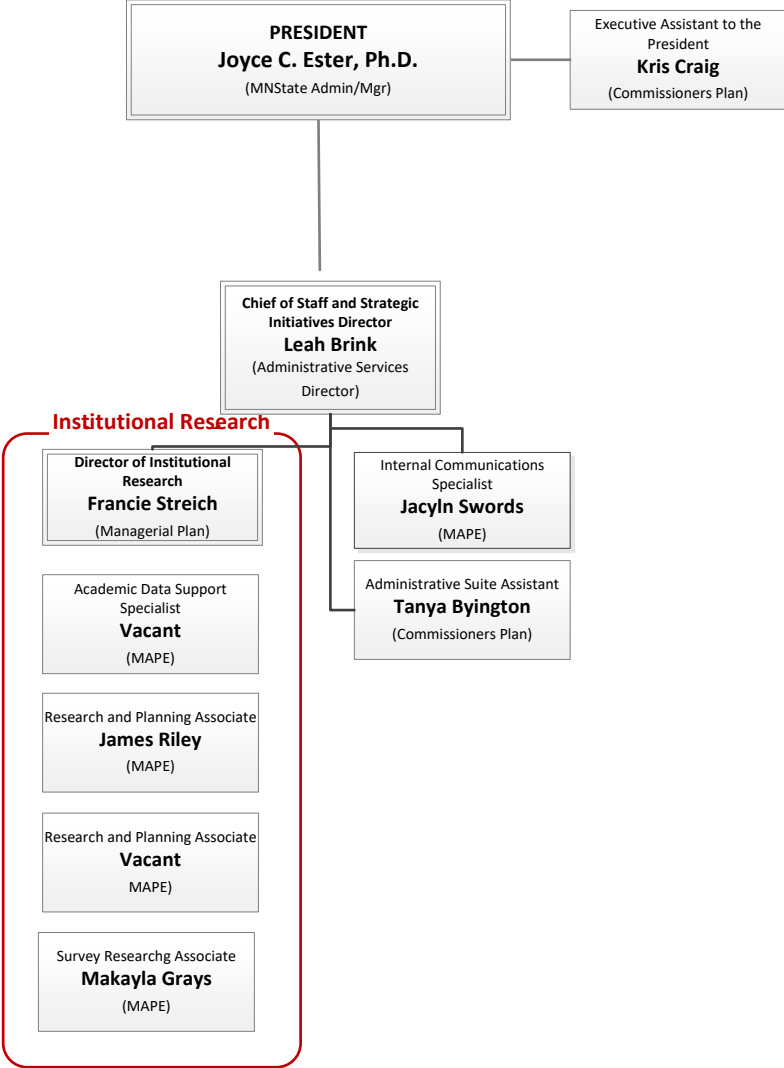 PRESIDENT
Joyce C. Ester, Ph.D.
(MNState Admin/Mgr)
Executive Assistant to the
President
Kris Craig
(Commissioners Plan)
Chief of Staff and Strategic
Initiatives Director
Leah Brink
(Administrative Services
Director)
Institutional Research
Director of Institutional
Research
Francie Streich
(Managerial Plan)
Internal Communications
Specialist
Jacyln Swords
(MAPE)
Academic Data Support
Specialist
Vacant
(MAPE)
Administrative Suite Assistant
Tanya Byington
(Commissioners Plan)
Research and Planning Associate
James Riley
(MAPE)
Research and Planning Associate
Vacant
MAPE)
Survey Researchg Associate
Makayla Grays
(MAPE)